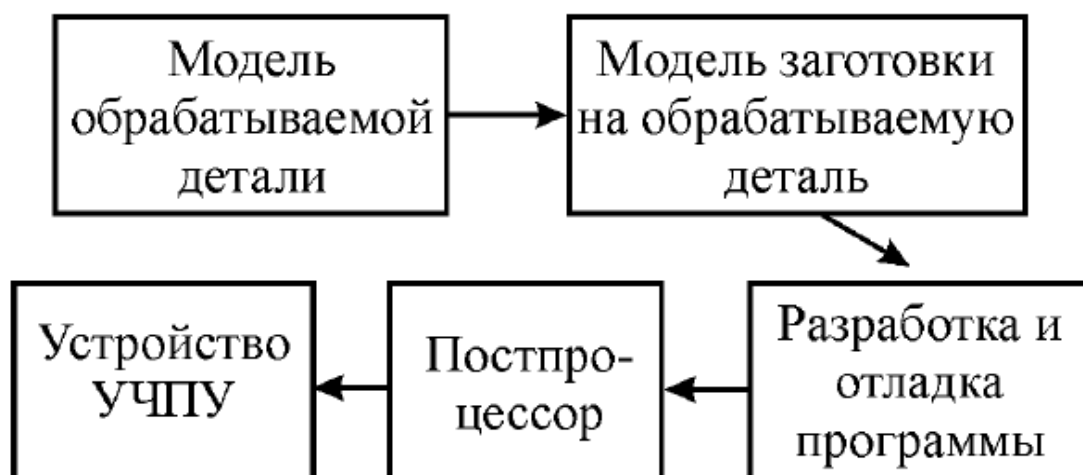 Модель
обрабатываемой
детали
Модель заготовки
на обрабатываемую
деталь
Разработка и
отладка
программы
Постпро-
цессор
Устройство
УЧПУ